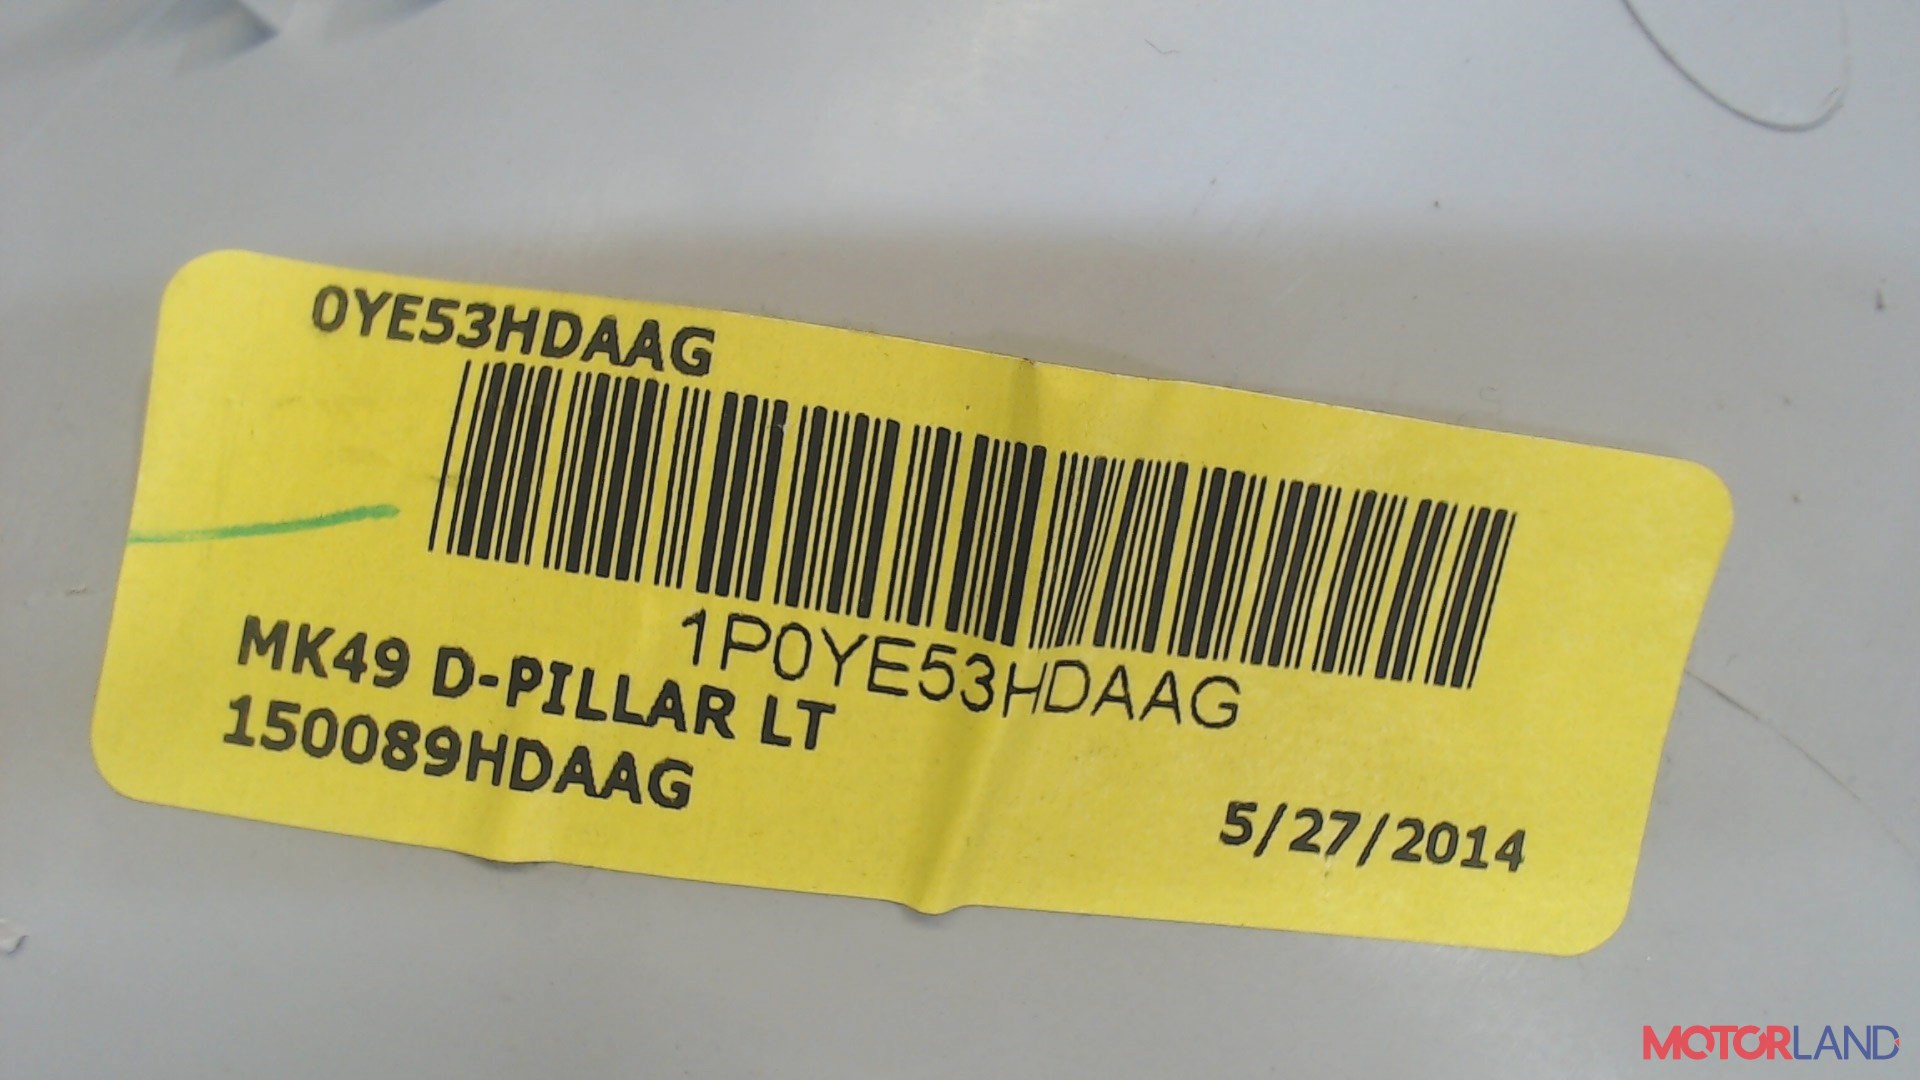 0YE53HDAAG
1P0YE53HDAAG
MK49 D-PILLAR LT
150089HDAAG
5/27/2014
MOTORLAND